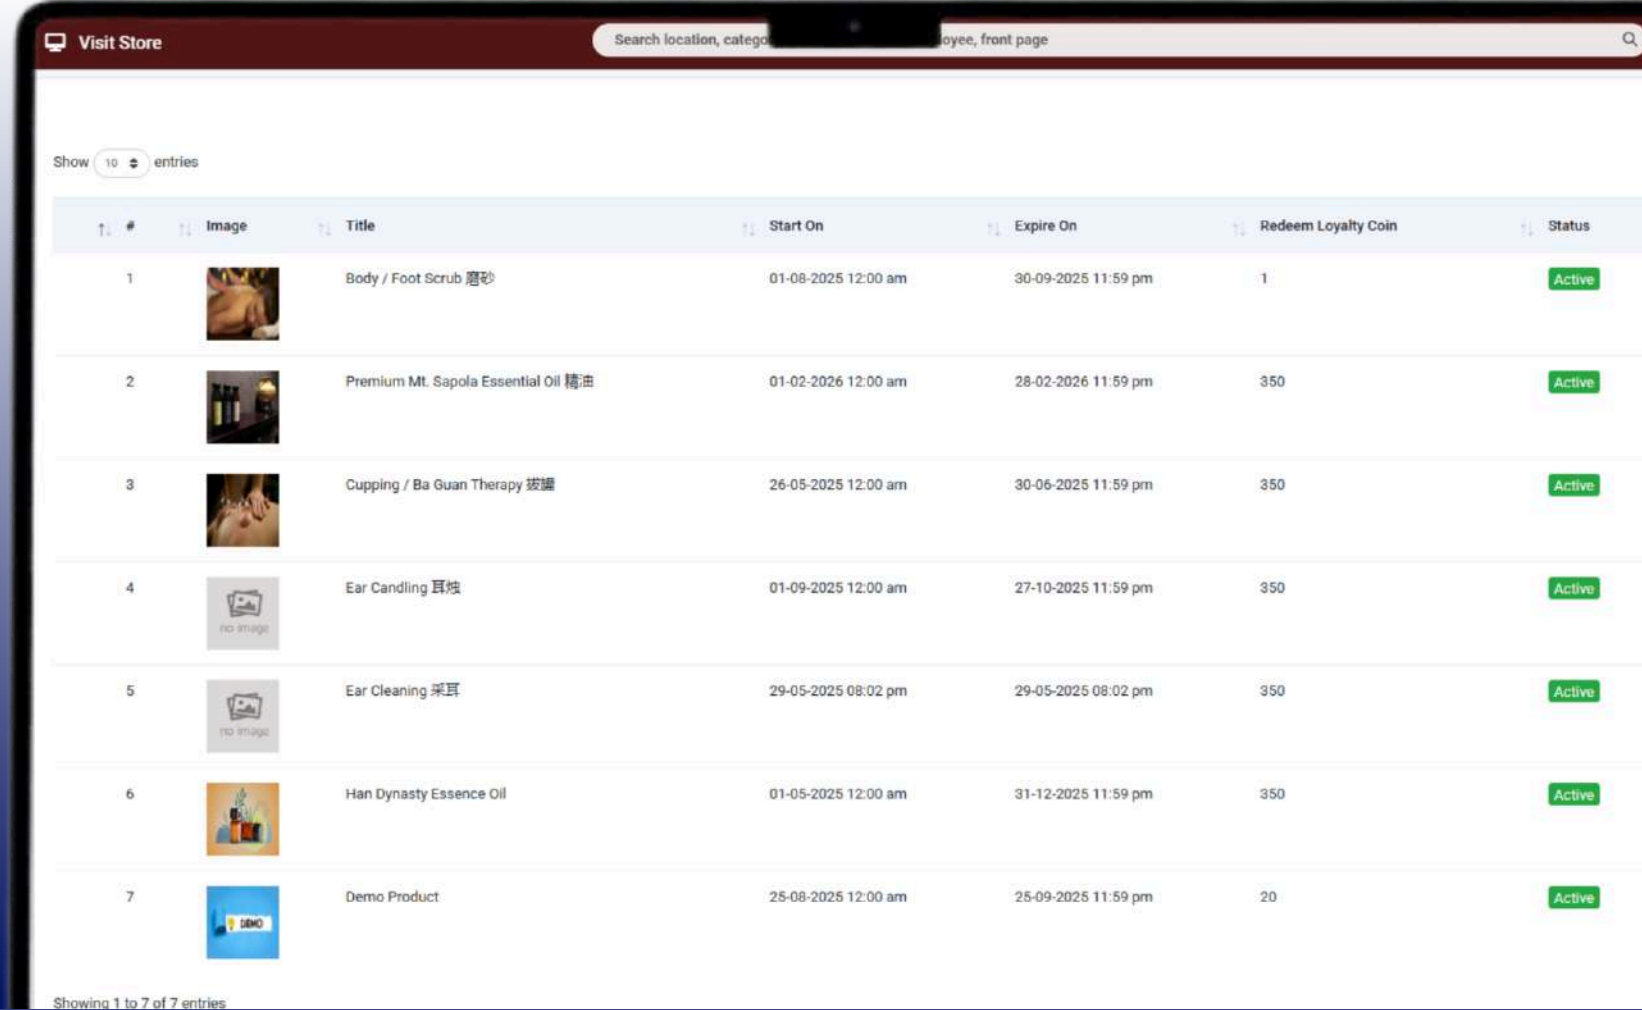 Visit Store
Search location, catego oyee, front page
Show 10 entries
# Image Title Start On Expire On Redeem Loyalty Coin Status
1 Body / Foot Scrub 磨砂 01-08-2025 12:00 am 30-09-2025 11:59 pm 1 Active
2 Premium Mt. Sapola Essential Oil 精油 01-02-2026 12:00 am 28-02-2026 11:59 pm 350 Active
3 Cupping / Ba Guan Therapy 拔罐 26-05-2025 12:00 am 30-06-2025 11:59 pm 350 Active
4 no image Ear Candling 耳烛 01-09-2025 12:00 am 27-10-2025 11:59 pm 350 Active
5 no image Ear Cleaning 采耳 29-05-2025 08:02 pm 29-05-2025 08:02 pm 350 Active
6 Han Dynasty Essence Oil 01-05-2025 12:00 am 31-12-2025 11:59 pm 350 Active
7 DEMO Demo Product 25-08-2025 12:00 am 25-09-2025 11:59 pm 20 Active
Showing 1 to 7 of 7 entries